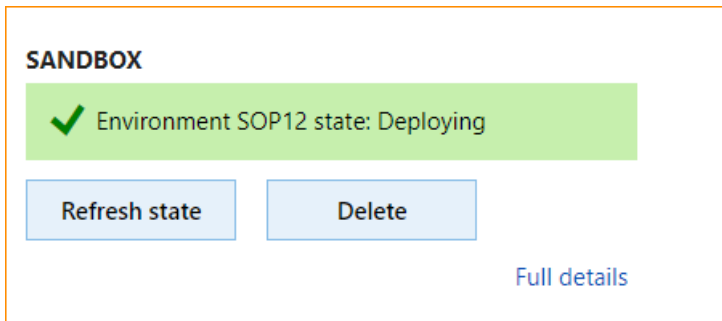 SANDBOX
Environment SOP12 state: Deploying
Refresh state
Delete
Full details